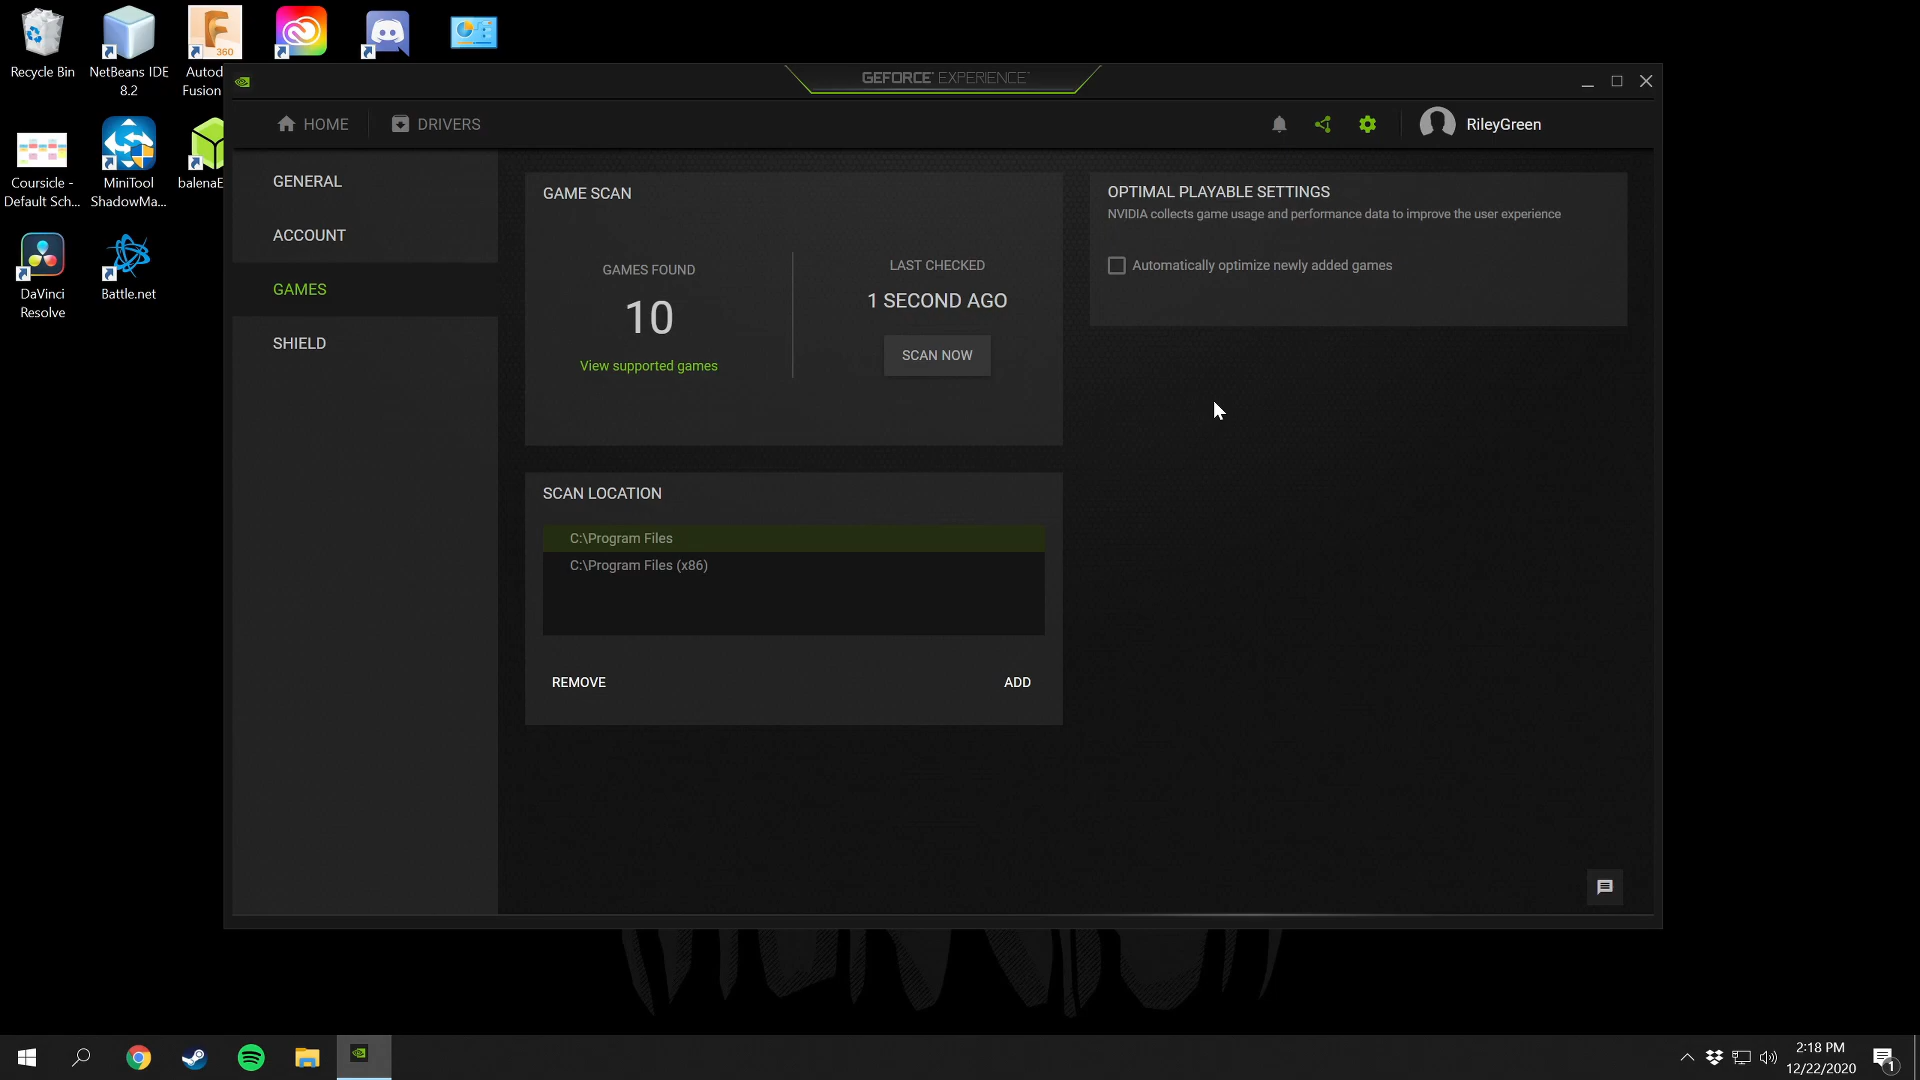 Recycle Bin
NetBeans IDE
8.2
Autod
Fusion
360
Coursicle -
Default Sch...
MiniTool
ShadowMa...
balenaE
DaVinci
Resolve
Battle.net
GEFORCE EXPERIENCE
HOME
DRIVERS
RileyGreen
GENERAL
ACCOUNT
GAMES
SHIELD
GAME SCAN
GAMES FOUND
10
View supported games
LAST CHECKED
1 SECOND AGO
SCAN NOW
OPTIMAL PLAYABLE SETTINGS
NVIDIA collects game usage and performance data to improve the user experience
Automatically optimize newly added games
SCAN LOCATION
C:\Program Files
C:\Program Files (x86)
REMOVE
ADD
2:18 PM
12/22/2020
1